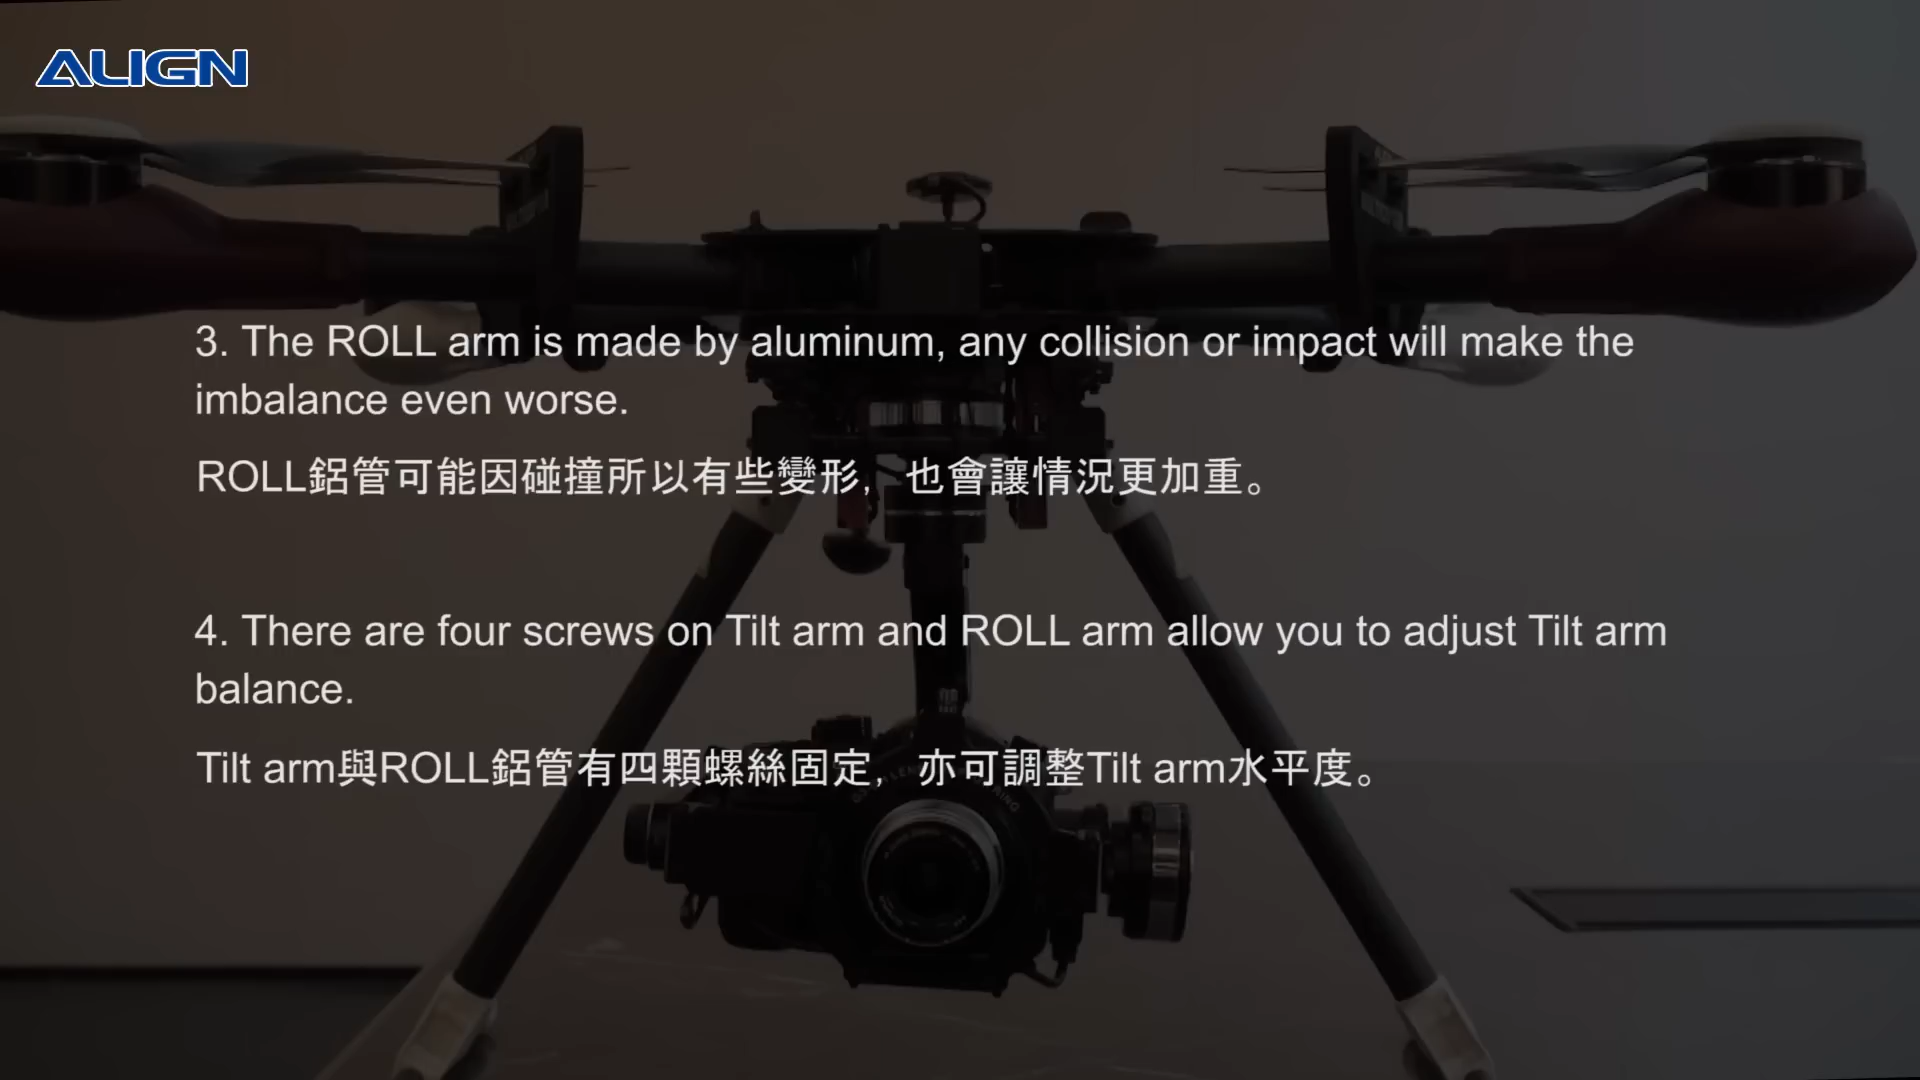 ALIGN
3. The ROLL arm is made by aluminum, any collision or impact will make the
imbalance even worse.
ROLL鋁管可能因碰撞所以有些變形，也會讓情況更加重。
4. There are four screws on Tilt arm and ROLL arm allow you to adjust Tilt arm
balance.
Tilt arm與ROLL鋁管有四顆螺絲固定，亦可調整Tilt arm水平度。